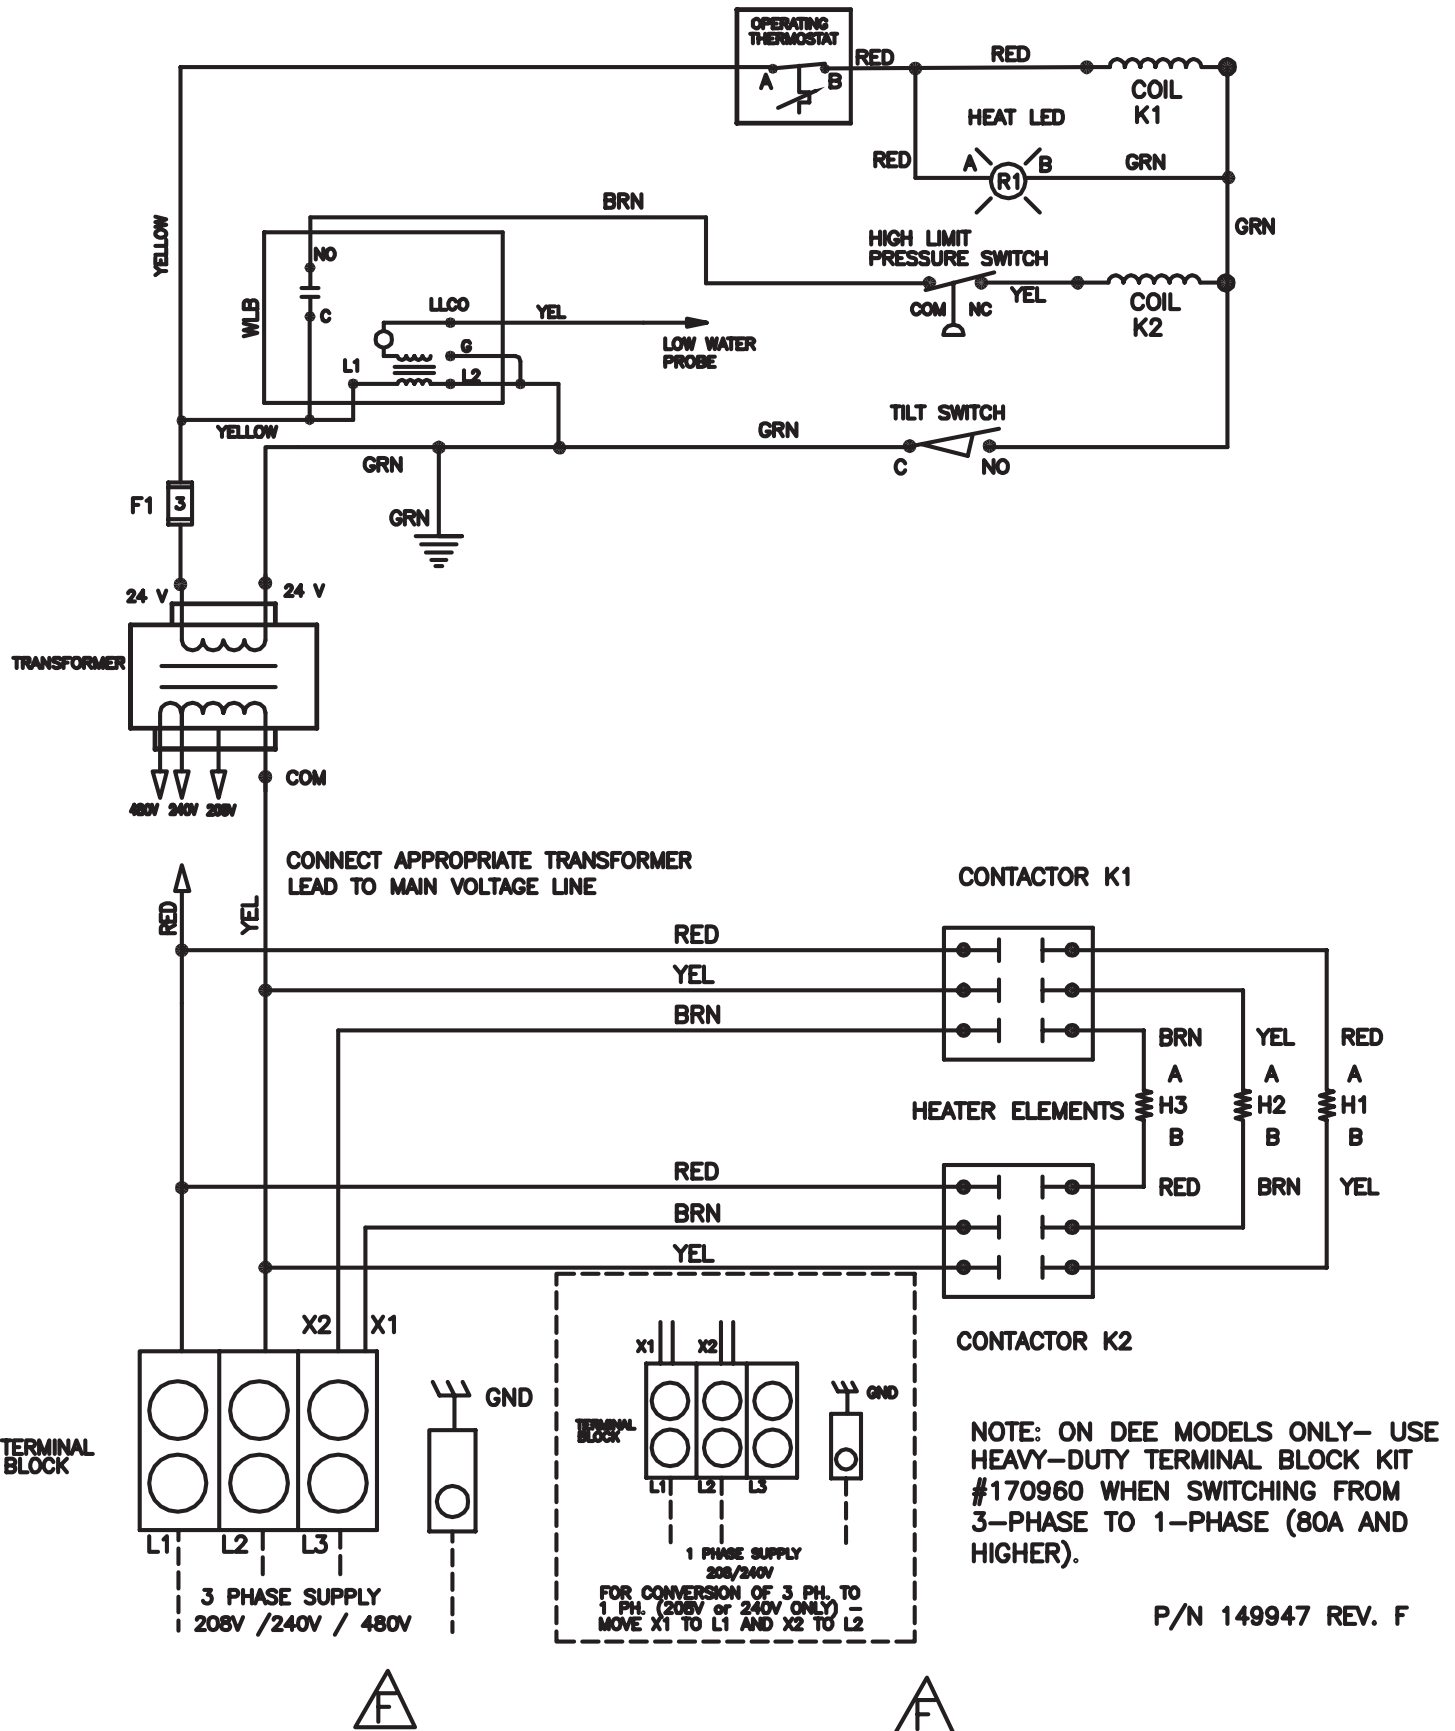 OPERATING
THERMOSTAT
A
B
RED
RED
COIL
K1
HEAT LED
RED
A
R1
B
GRN
GRN
YELLOW
BRN
NO
C
WLB
LLCO
YEL
LOW WATER
PROBE
G
L1
L2
YELLOW
HIGH LIMIT
PRESSURE SWITCH
COM
NC
YEL
COIL
K2
TILT SWITCH
C
NO
GRN
GRN
GRN
F1
3
24 V
24 V
TRANSFORMER
480V
240V
208V
COM
CONNECT APPROPRIATE TRANSFORMER
LEAD TO MAIN VOLTAGE LINE
RED
YEL
CONTACTOR K1
RED
YEL
BRN
BRN
YEL
RED
A
A
A
HEATER ELEMENTS
H3
H2
H1
B
B
B
RED
BRN
YEL
RED
BRN
YEL
CONTACTOR K2
X2
X1
TERMINAL
BLOCK
L1
L2
L3
3 PHASE SUPPLY
208V /240V / 480V
GND
X1
X2
TERMINAL
BLOCK
GND
L1
L2
L3
1 PHASE SUPPLY
208/240V
FOR CONVERSION OF 3 PH. TO
1 PH. (208V or 240V ONLY) –
MOVE X1 TO L1 AND X2 TO L2
NOTE: ON DEE MODELS ONLY– USE
HEAVY–DUTY TERMINAL BLOCK KIT
#170960 WHEN SWITCHING FROM
3–PHASE TO 1–PHASE (80A AND
HIGHER).
P/N 149947 REV. F
F
F